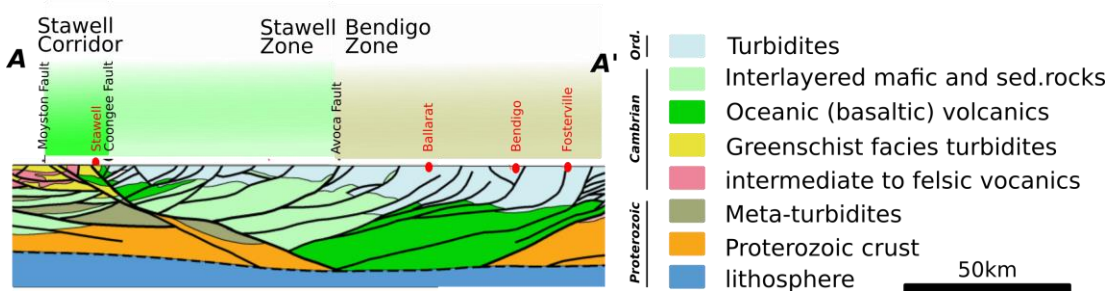 Stawell
Corridor
Stawell
Zone
Bendigo
Zone
A
A'
Moyston Fault
Stawell
Coongee Fault
Avoca Fault
Ballarat
Bendigo
Fosterville
Ord.
Cambrian
Proterozoic
Turbidites
Interlayered mafic and sed.rocks
Oceanic (basaltic) volcanics
Greenschist facies turbidites
intermediate to felsic vocanics
Meta-turbidites
Proterozoic crust
lithosphere
50km